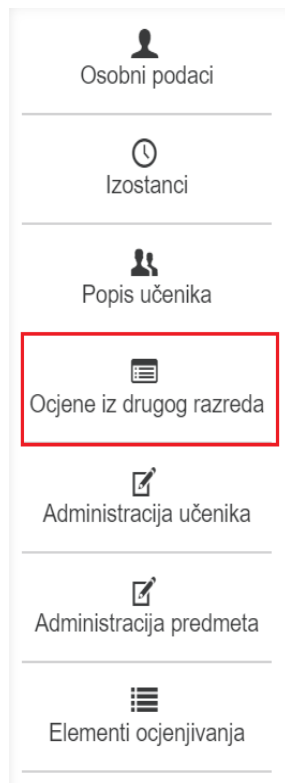 Osobni podaci
Izostanci
Popis učenika
Ocjene iz drugog razreda
Administracija učenika
Administracija predmeta
Elementi ocjenjivanja